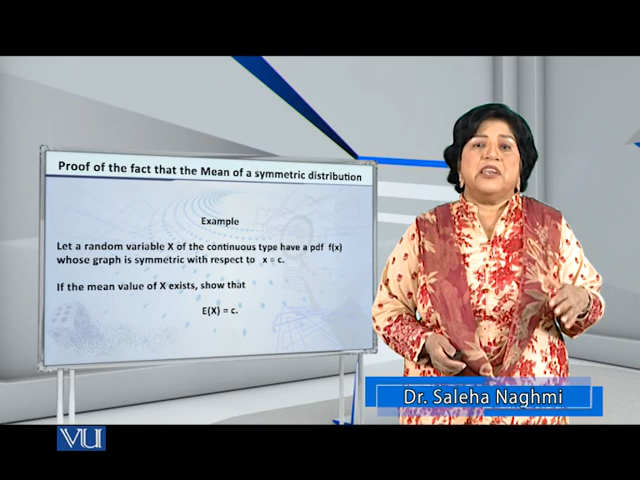 Proof of the fact that the Mean of a symmetric distribution
Example
Let a random variable X of the continuous type have a pdf f(x)
whose graph is symmetric with respect to x = c.
If the mean value of X exists, show that
E(X) = c.
Dr. Saleha Naghmi
VU